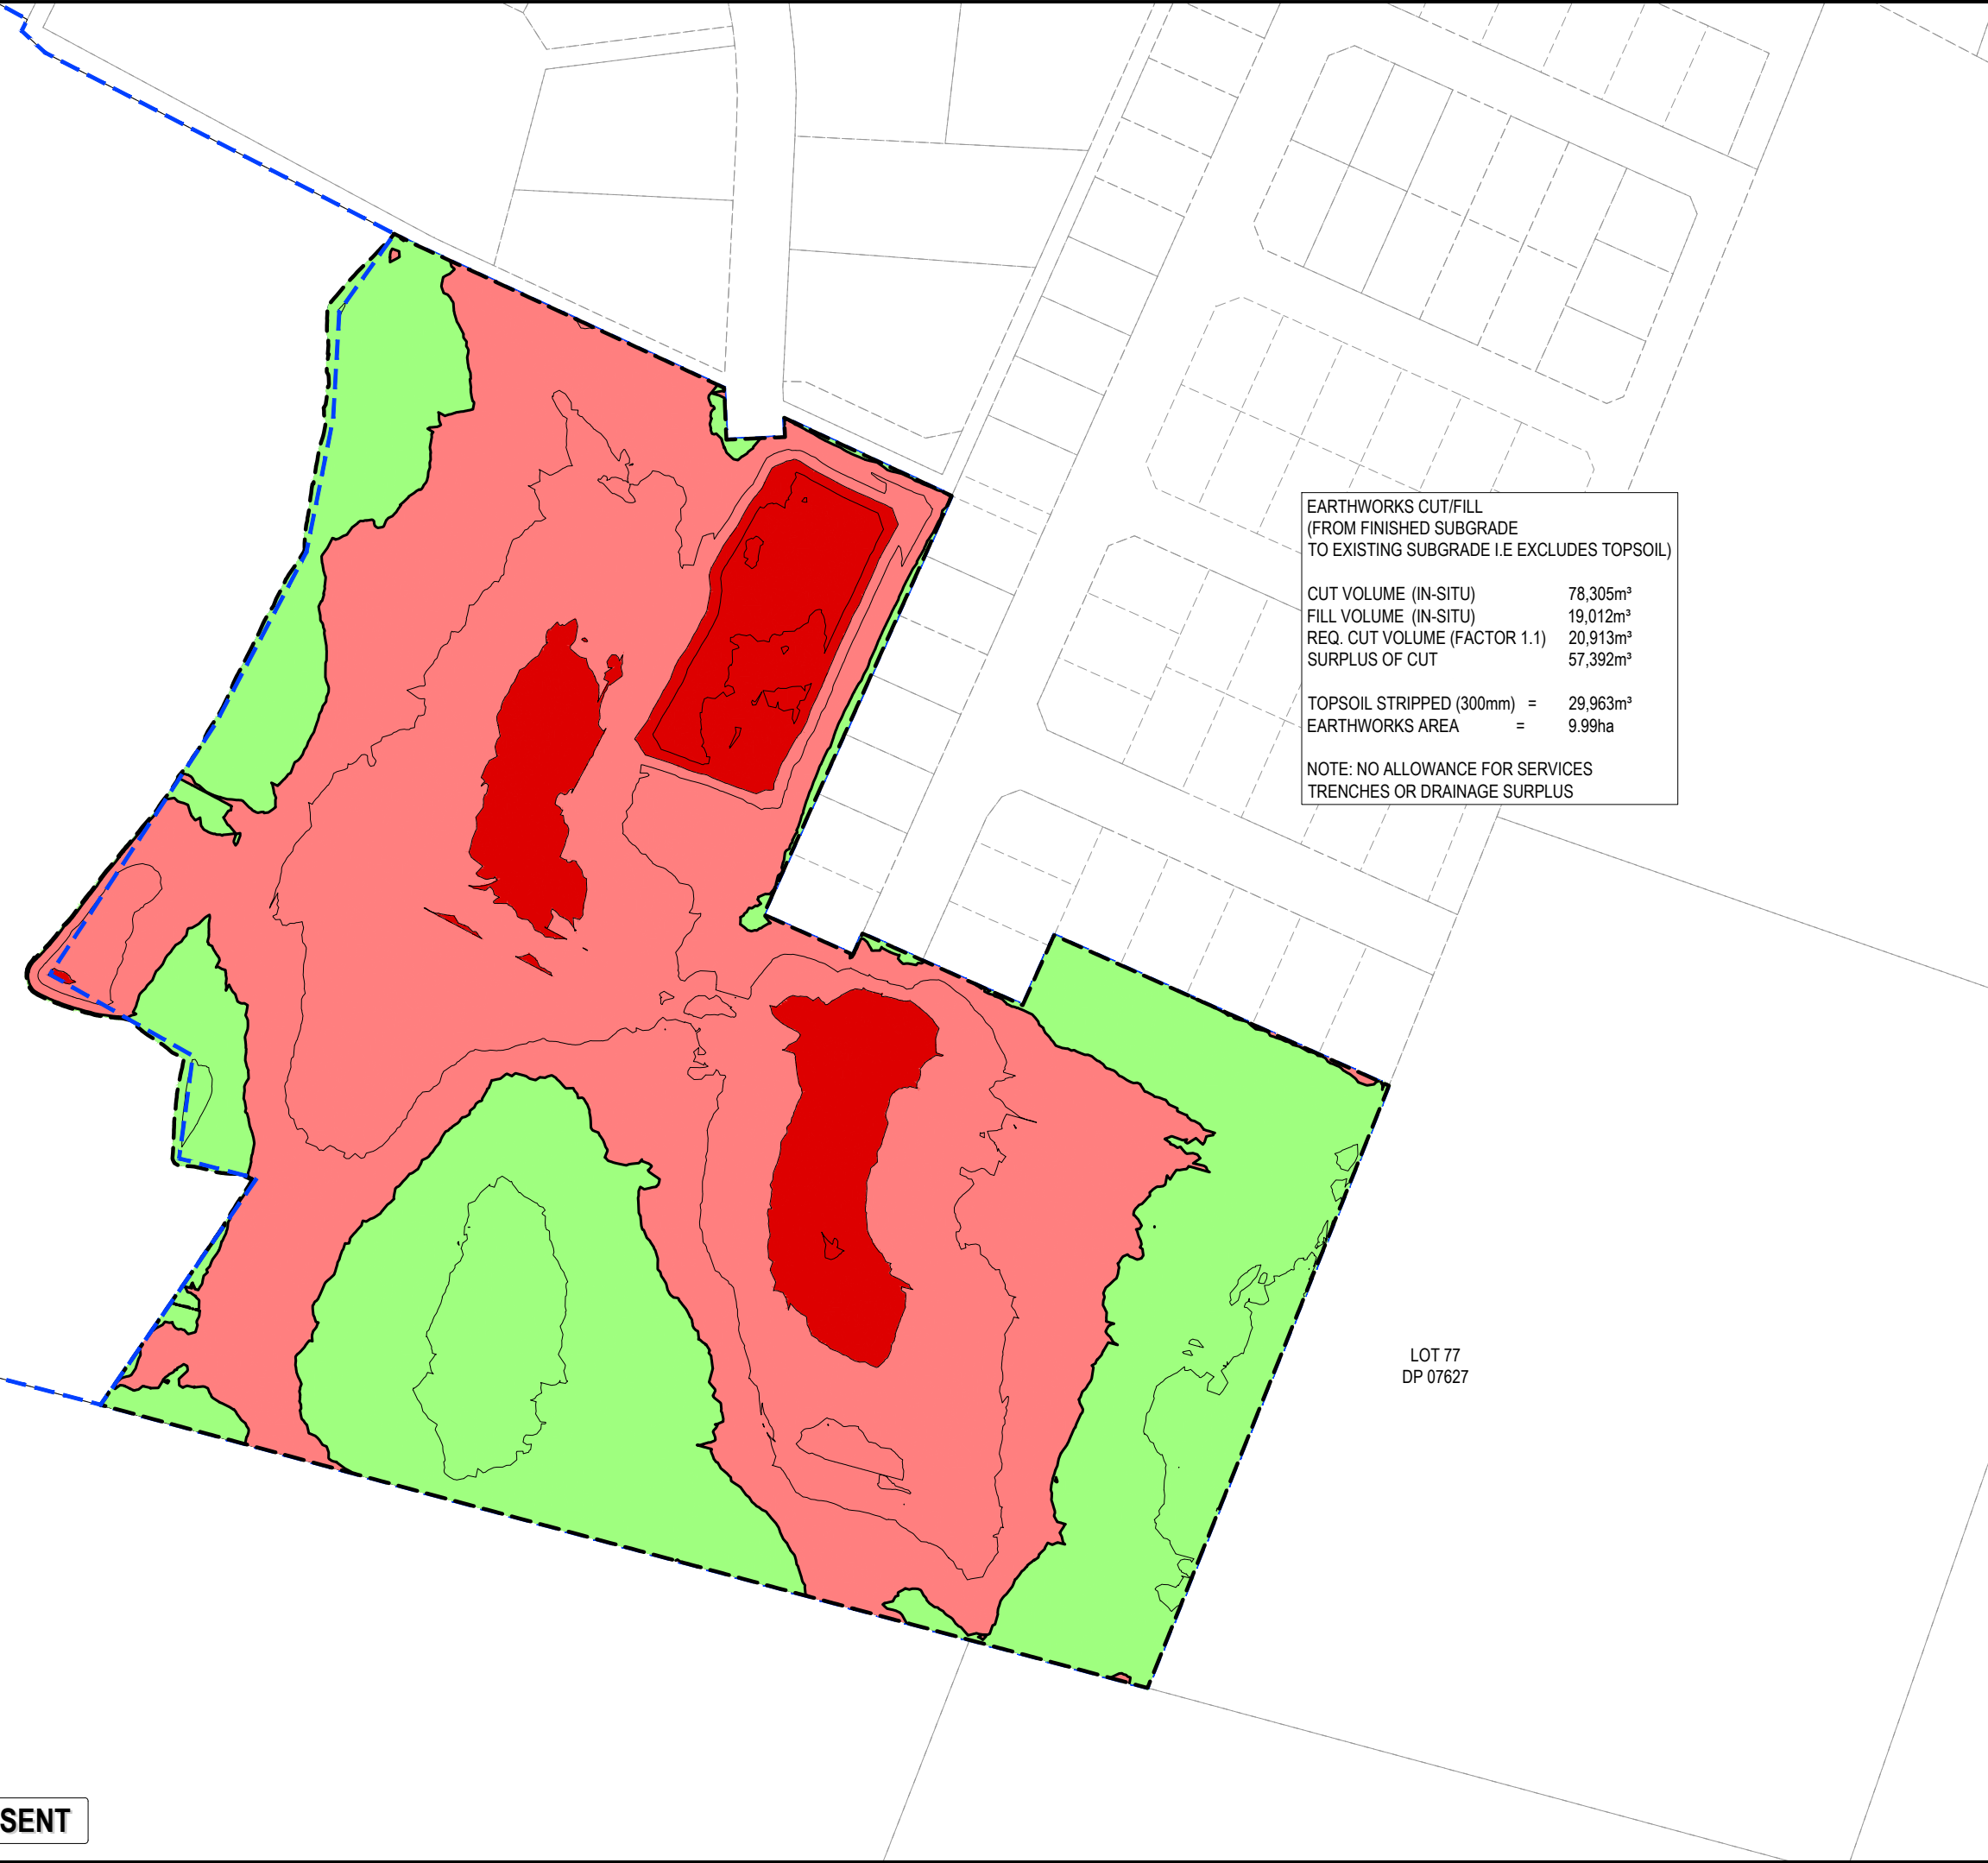 EARTHWORKS CUT/FILL
(FROM FINISHED SUBGRADE
TO EXISTING SUBGRADE I.E EXCLUDES TOPSOIL)
CUT VOLUME (IN-SITU) 78,305m³
FILL VOLUME (IN-SITU) 19,012m³
REQ. CUT VOLUME (FACTOR 1.1) 20,913m³
SURPLUS OF CUT 57,392m³
TOPSOIL STRIPPED (300mm) = 29,963m³
EARTHWORKS AREA = 9.99ha
NOTE: NO ALLOWANCE FOR SERVICES
TRENCHES OR DRAINAGE SURPLUS
LOT 77
DP 07627
SENT